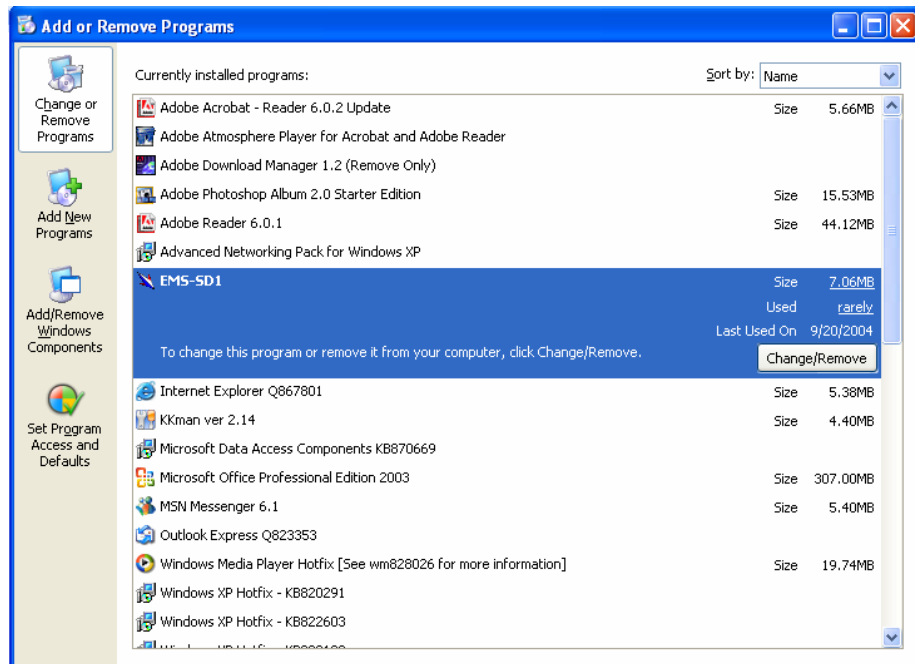 Add or Remove Programs
Change or
Remove
Programs
Add New
Programs
Add/Remove
Windows
Components
Set Program
Access and
Defaults
Currently installed programs:
Sort by: Name
Adobe Acrobat - Reader 6.0.2 Update Size 5.66MB
Adobe Atmosphere Player for Acrobat and Adobe Reader
Adobe Download Manager 1.2 (Remove Only)
Adobe Photoshop Album 2.0 Starter Edition Size 15.53MB
Adobe Reader 6.0.1 Size 44.12MB
Advanced Networking Pack for Windows XP
EMS-SD1 Size 7.06MB
Used rarely
Last Used On 9/20/2004
To change this program or remove it from your computer, click Change/Remove. Change/Remove
Internet Explorer Q867801 Size 5.38MB
KKman ver 2.14 Size 4.40MB
Microsoft Data Access Components KB870669
Microsoft Office Professional Edition 2003 Size 307.00MB
MSN Messenger 6.1 Size 5.40MB
Outlook Express Q823353
Windows Media Player Hotfix [See wm828026 for more information] Size 19.74MB
Windows XP Hotfix - KB820291
Windows XP Hotfix - KB822603